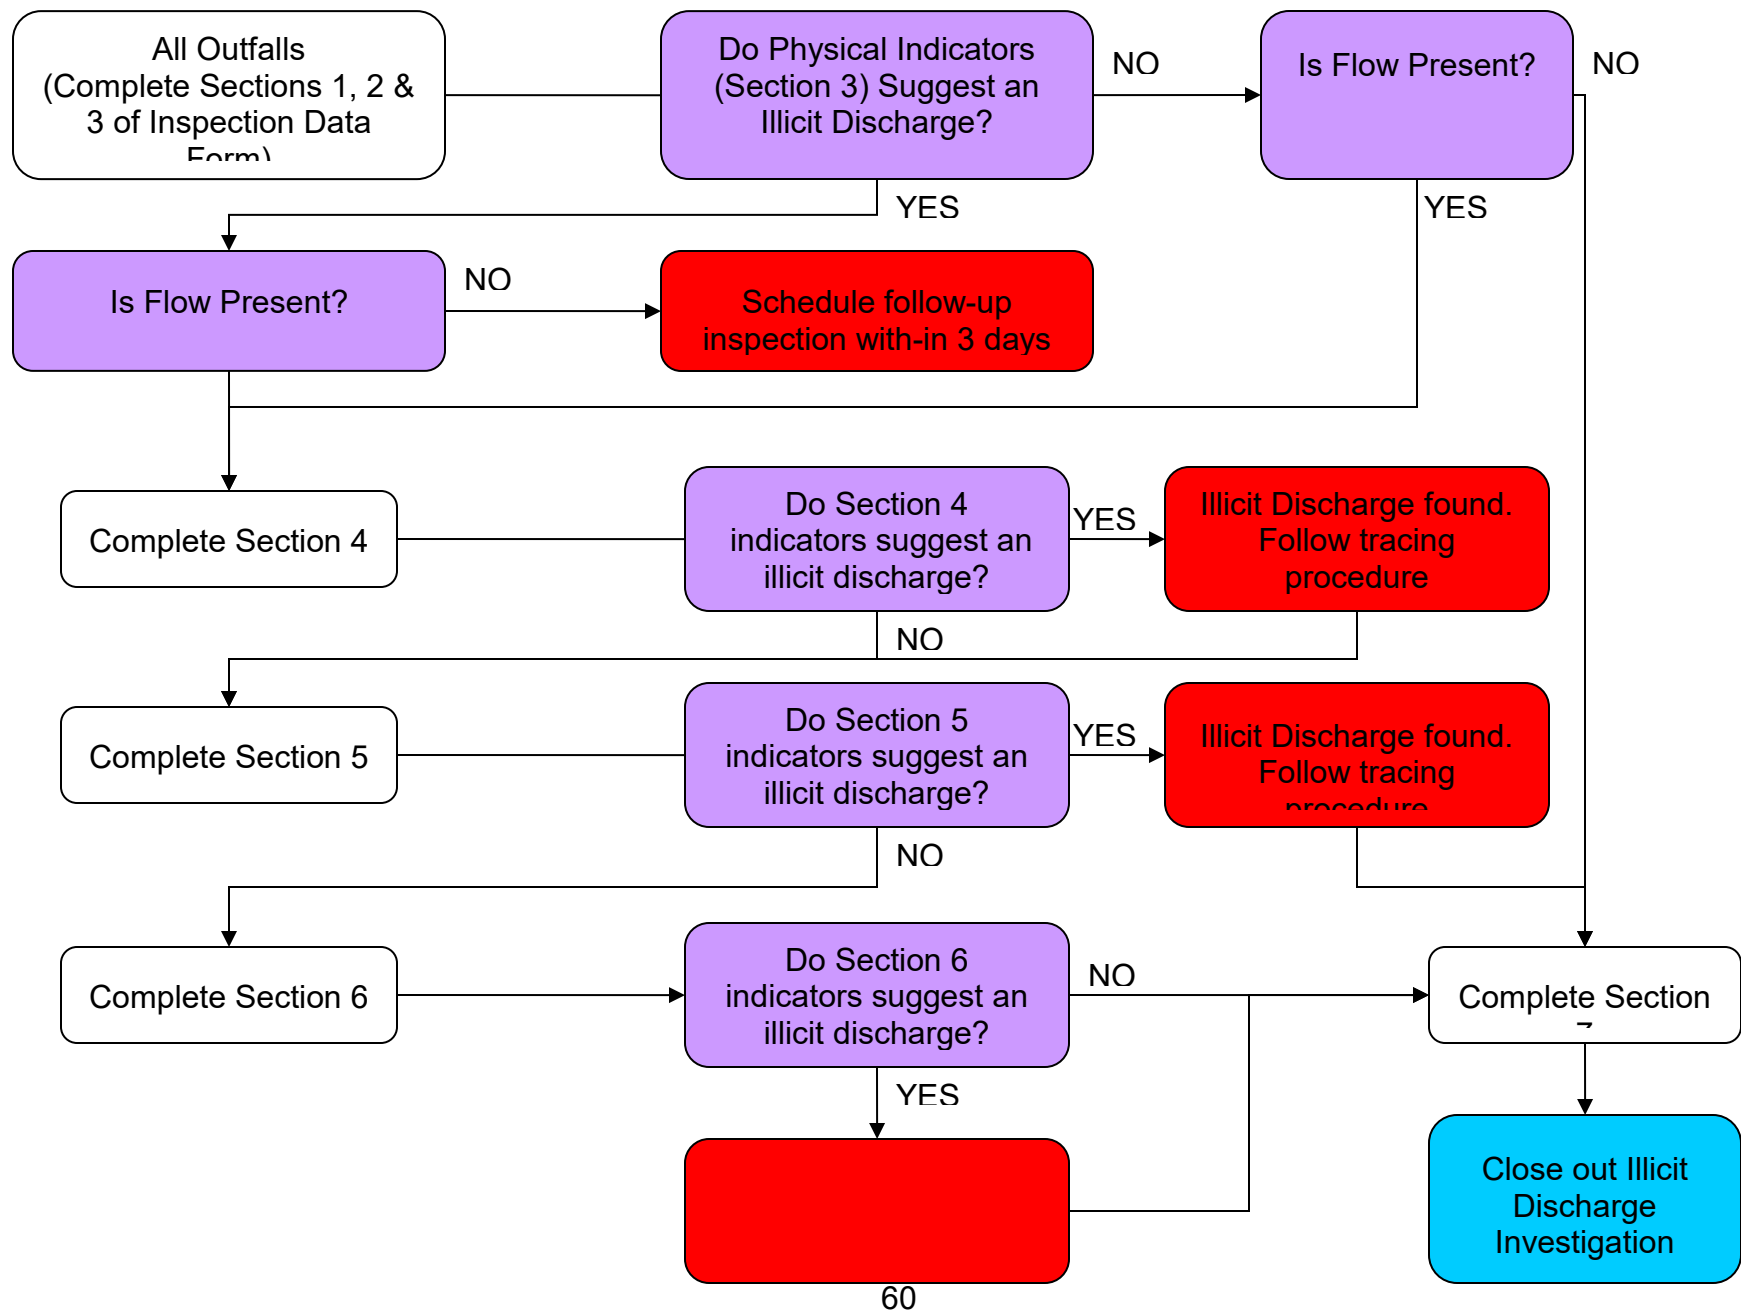 All Outfalls
(Complete Sections 1, 2 &
3 of Inspection Data
Form)
Do Physical Indicators
(Section 3) Suggest an
Illicit Discharge?
NO
Is Flow Present?
NO
YES
YES
Is Flow Present?
NO
Schedule follow-up
inspection with-in 3 days
Complete Section 4
Do Section 4
indicators suggest an
illicit discharge?
YES
Illicit Discharge found.
Follow tracing
procedure
NO
Complete Section 5
Do Section 5
indicators suggest an
illicit discharge?
YES
Illicit Discharge found.
Follow tracing
procedure
NO
Complete Section 6
Do Section 6
indicators suggest an
illicit discharge?
NO
Complete Section
YES
Close out Illicit
Discharge
Investigation
60